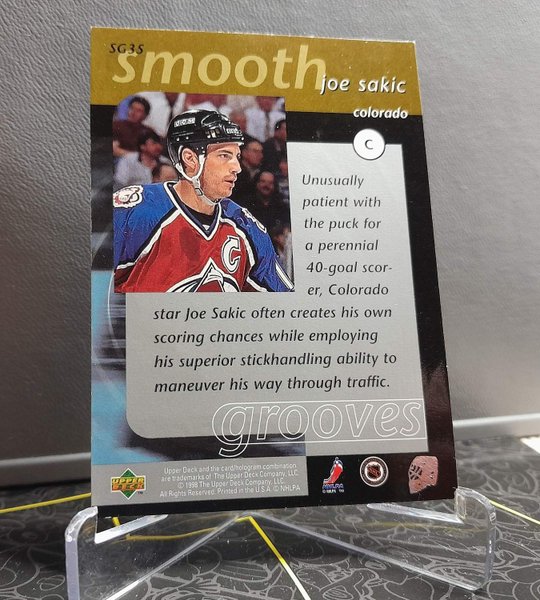 SG35
smooth
joe sakic
colorado
C
Unusually
patient with
the puck for
a perennial
40-goal scor-
er, Colorado
star Joe Sakic often creates his own
scoring chances while employing
his superior stickhandling ability to
maneuver his way through traffic.
grooves
Upper Deck and the card/hologram combination
are trademarks of The Upper Deck Company, LLC.
© 1998 The Upper Deck Company, LLC.
All Rights Reserved. Printed in the U.S.A. © NHLPA
UPPER
DECK
NHLPA
C